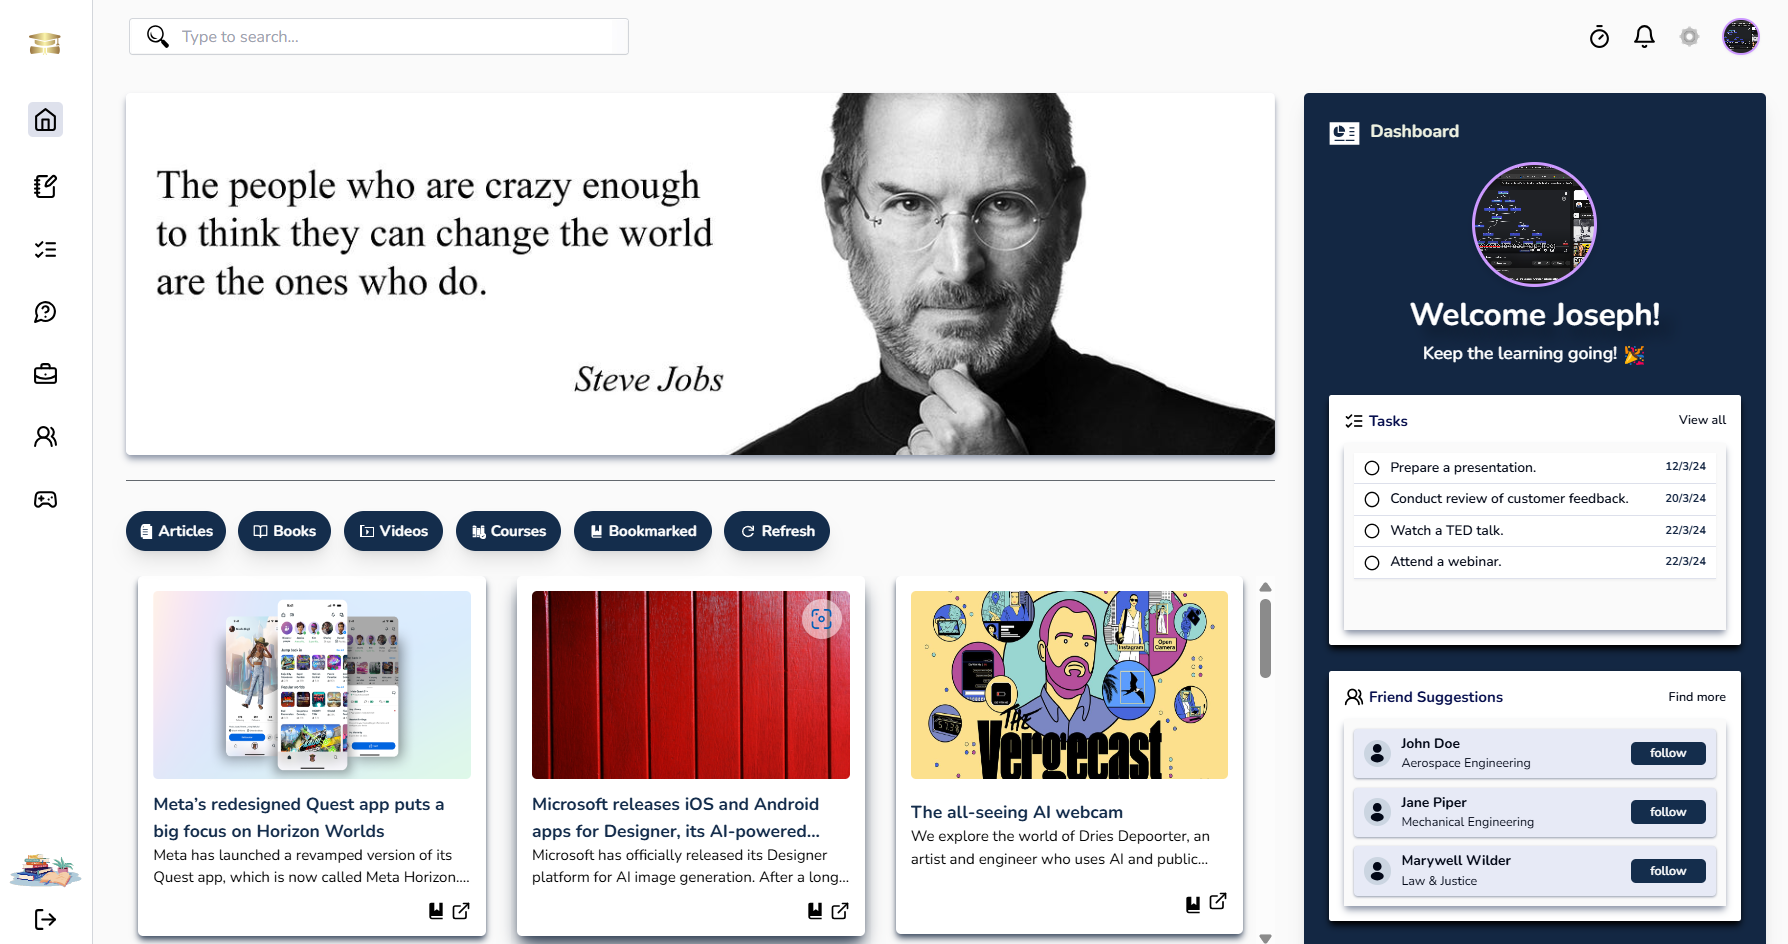 Type to search...
The people who are crazy enough
to think they can change the world
are the ones who do.
Steve Jobs
Articles
Books
Videos
Courses
Bookmarked
Refresh
Meta’s redesigned Quest app puts a
big focus on Horizon Worlds
Meta has launched a revamped version of its
Quest app, which is now called Meta Horizon....
Microsoft releases iOS and Android
apps for Designer, its AI-powered...
Microsoft has officially released its Designer
platform for AI image generation. After a long...
Instagram
Open
Camera
THE
Vergecast
The all-seeing AI webcam
We explore the world of Dries Depoorter, an
artist and engineer who uses AI and public...
Dashboard
Welcome Joseph!
Keep the learning going!
Tasks
View all
Prepare a presentation. 12/3/24
Conduct review of customer feedback. 20/3/24
Watch a TED talk. 22/3/24
Attend a webinar. 22/3/24
Friend Suggestions
Find more
John Doe
Aerospace Engineering
follow
Jane Piper
Mechanical Engineering
follow
Marywell Wilder
Law & Justice
follow